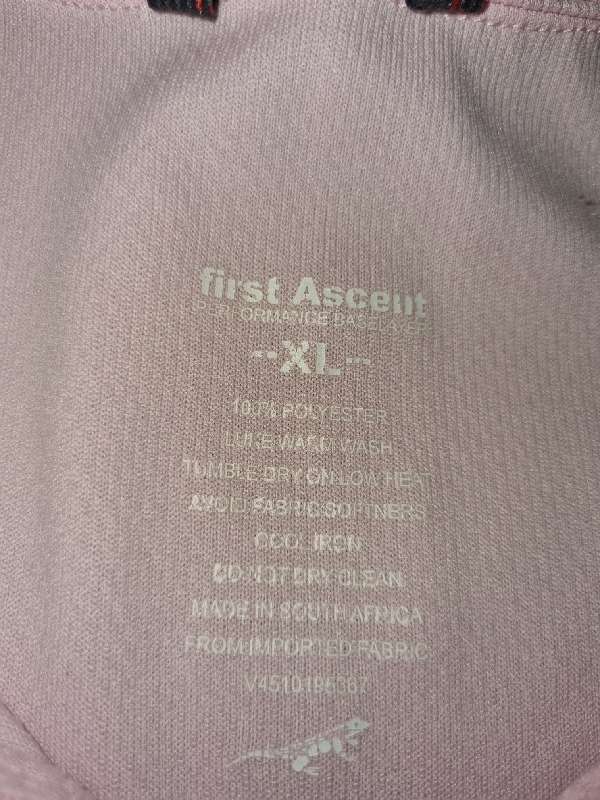 first Ascent
PERFORMANCE BASELAYER
--XL--
100% POLYESTER
LUKE WARM WASH
TUMBLE DRY ON LOW HEAT
AVOID FABRIC SOFTNERS
COOL IRON
DO NOT DRY CLEAN
MADE IN SOUTH AFRICA
FROM IMPORTED FABRIC